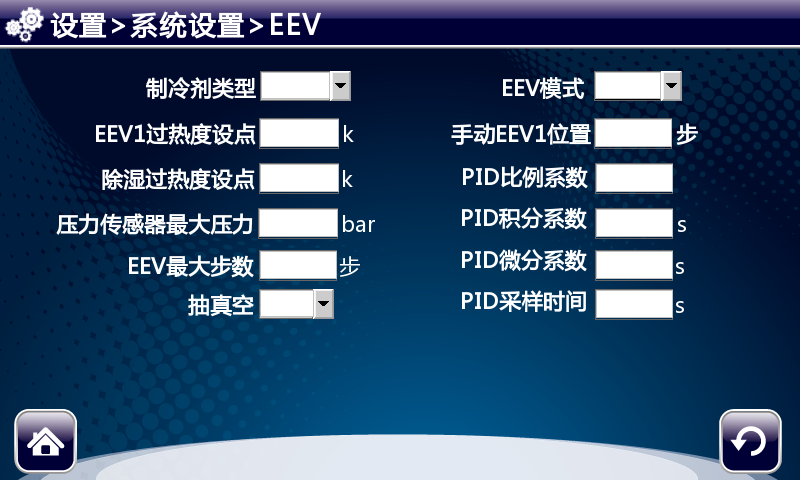 设置>系统设置>EEV
制冷剂类型 EEV模式
EEV1过热度设点 k 手动EEV1位置 步
除湿过热度设点 k PID比例系数
压力传感器最大压力 bar PID积分系数 s
EEV最大步数 步 PID微分系数 s
抽真空 PID采样时间 s